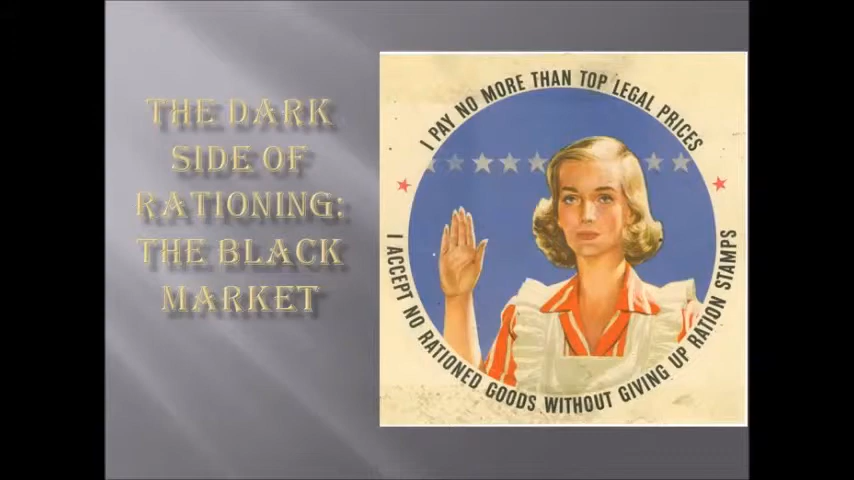 THE DARK
SIDE OF
RATIONING:
THE BLACK
MARKET
I PAY NO MORE THAN TOP LEGAL PRICES
I ACCEPT NO RATIONED GOODS WITHOUT GIVING UP RATION STAMPS